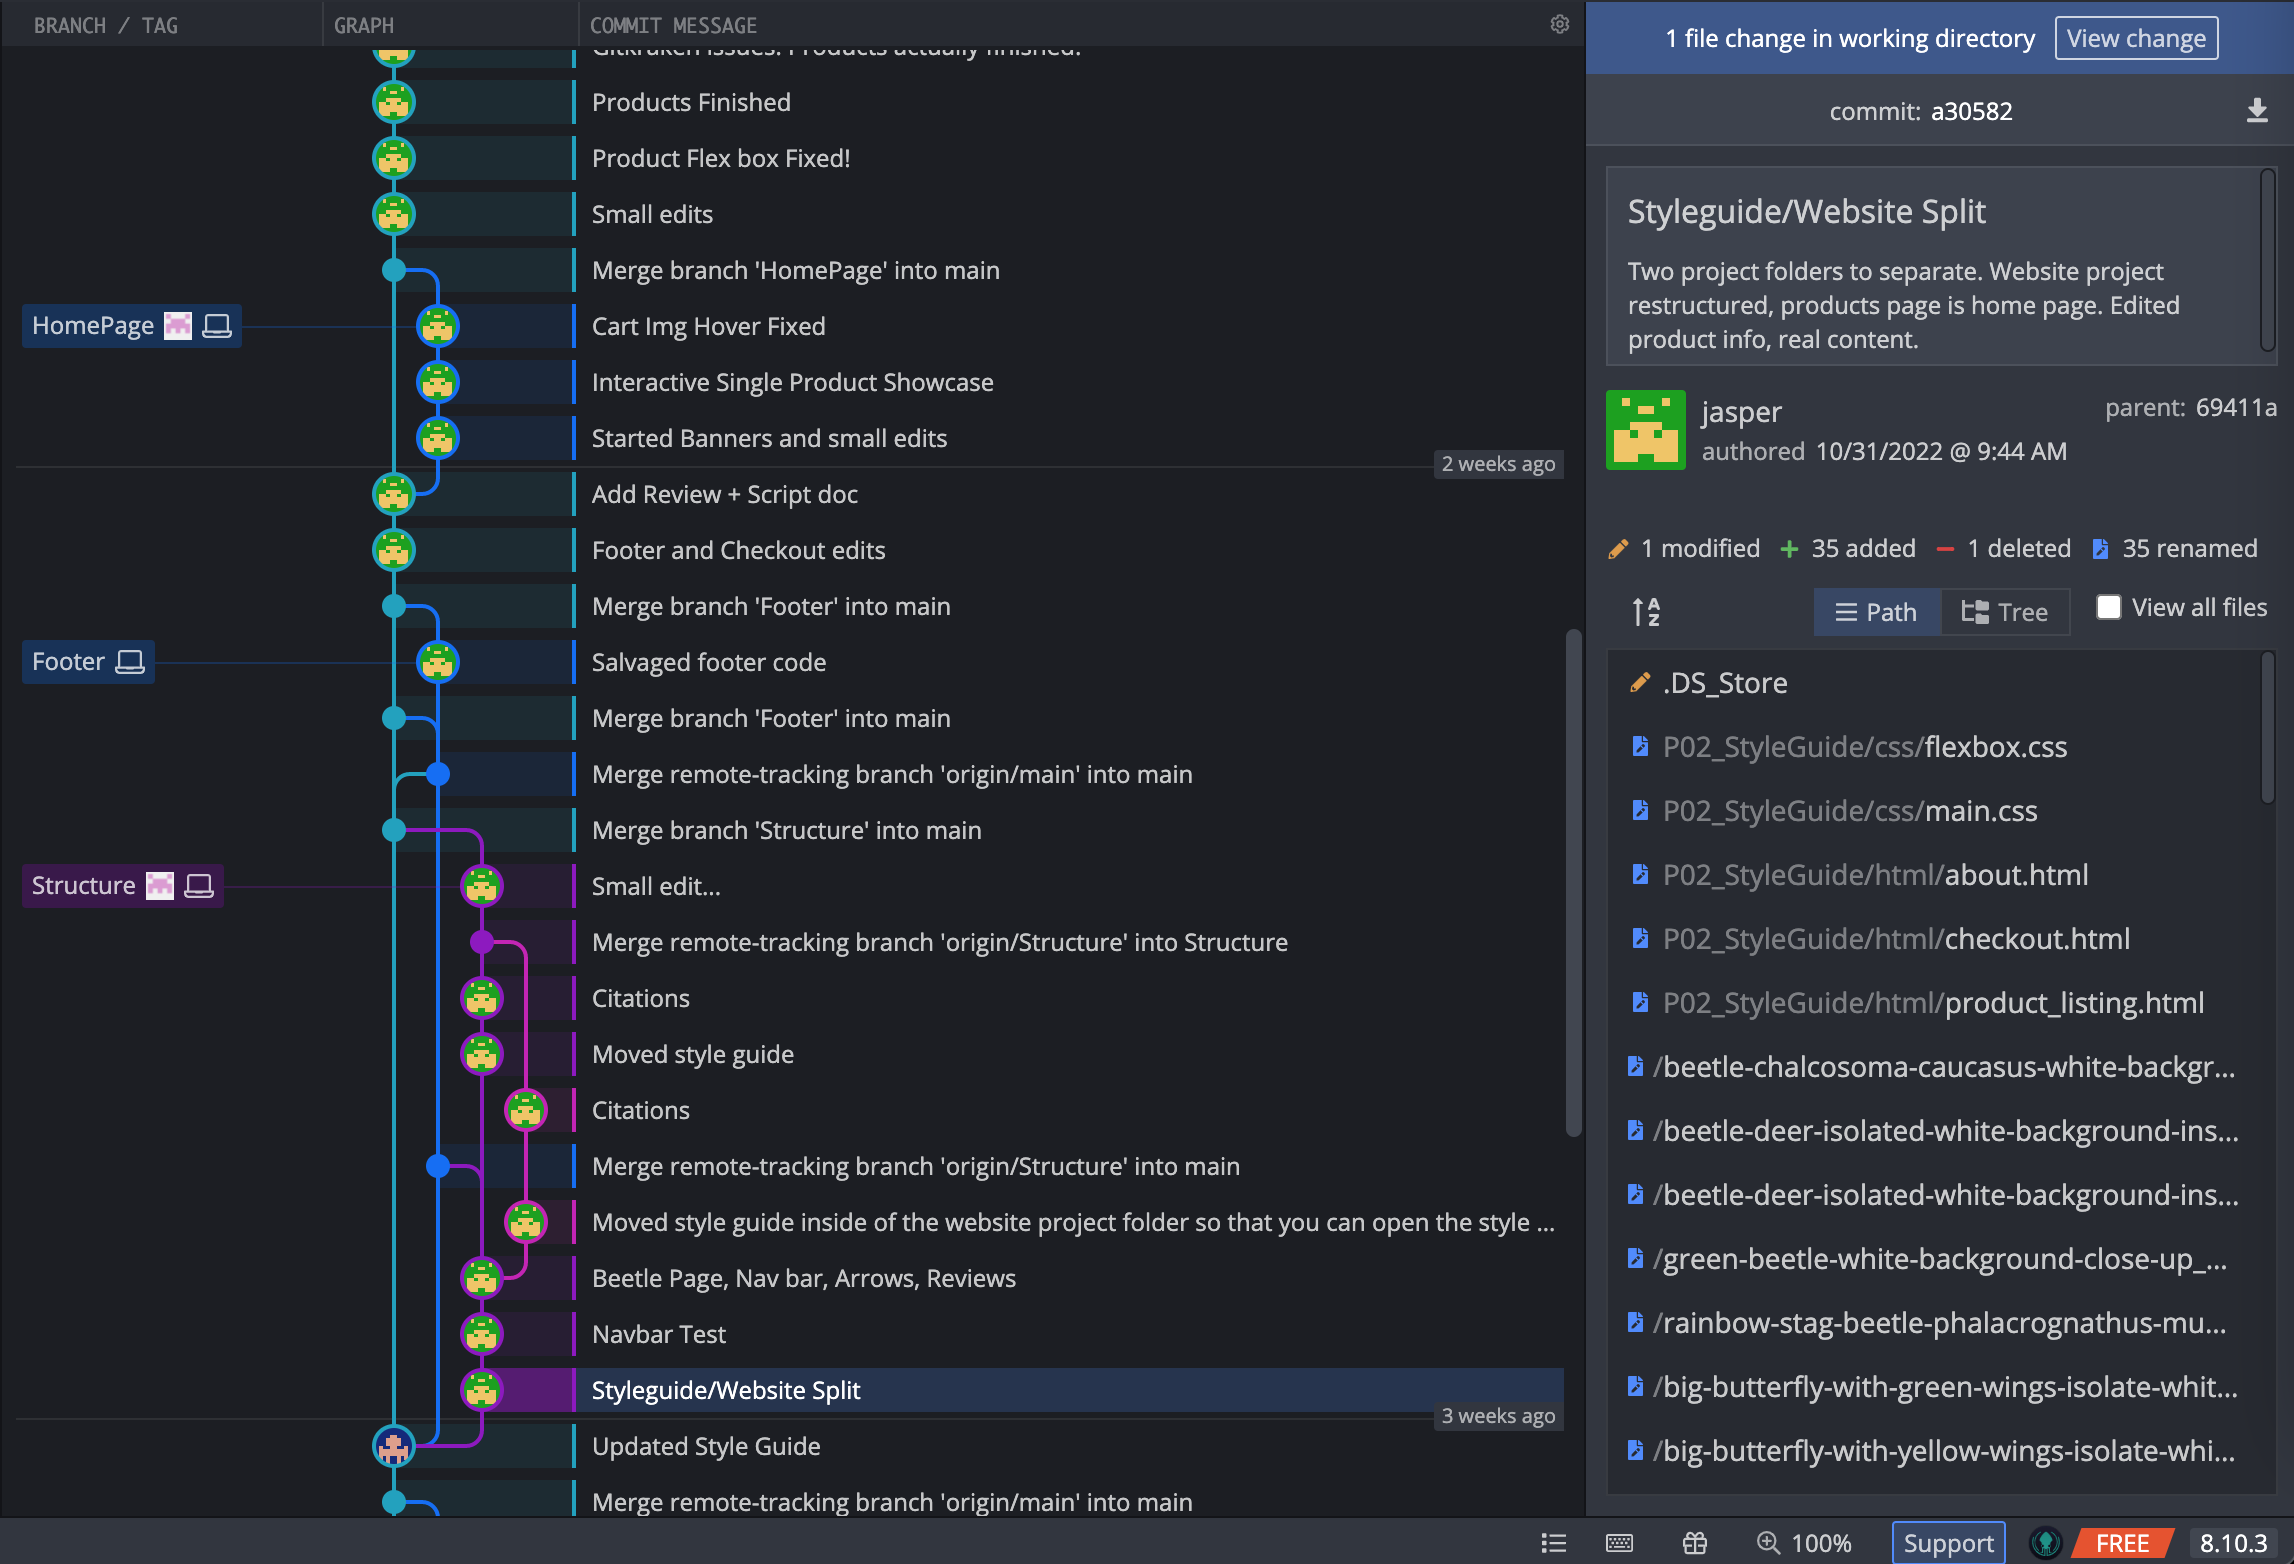 BRANCH / TAG
GRAPH
COMMIT MESSAGE
GitKraken issues. Products actually finished.
Products Finished
Product Flex box Fixed!
Small edits
Merge branch 'HomePage' into main
HomePage
Cart Img Hover Fixed
Interactive Single Product Showcase
Started Banners and small edits
2 weeks ago
Add Review + Script doc
Footer and Checkout edits
Merge branch 'Footer' into main
Footer
Salvaged footer code
Merge branch 'Footer' into main
Merge remote-tracking branch 'origin/main' into main
Merge branch 'Structure' into main
Structure
Small edit...
Merge remote-tracking branch 'origin/Structure' into Structure
Citations
Moved style guide
Citations
Merge remote-tracking branch 'origin/Structure' into main
Moved style guide inside of the website project folder so that you can open the style ...
Beetle Page, Nav bar, Arrows, Reviews
Navbar Test
Styleguide/Website Split
3 weeks ago
Updated Style Guide
Merge remote-tracking branch 'origin/main' into main
1 file change in working directory
View change
commit: a30582
Styleguide/Website Split
Two project folders to separate. Website project
restructured, products page is home page. Edited
product info, real content.
jasper
parent: 69411a
authored 10/31/2022 @ 9:44 AM
1 modified + 35 added − 1 deleted 35 renamed
A
Z
Path
Tree
View all files
.DS_Store
P02_StyleGuide/css/flexbox.css
P02_StyleGuide/css/main.css
P02_StyleGuide/html/about.html
P02_StyleGuide/html/checkout.html
P02_StyleGuide/html/product_listing.html
/beetle-chalcosoma-caucasus-white-backgr...
/beetle-deer-isolated-white-background-ins...
/beetle-deer-isolated-white-background-ins...
/green-beetle-white-background-close-up_...
/rainbow-stag-beetle-phalacrognathus-mu...
/big-butterfly-with-green-wings-isolate-whit...
/big-butterfly-with-yellow-wings-isolate-whi...
100%
Support
FREE
8.10.3